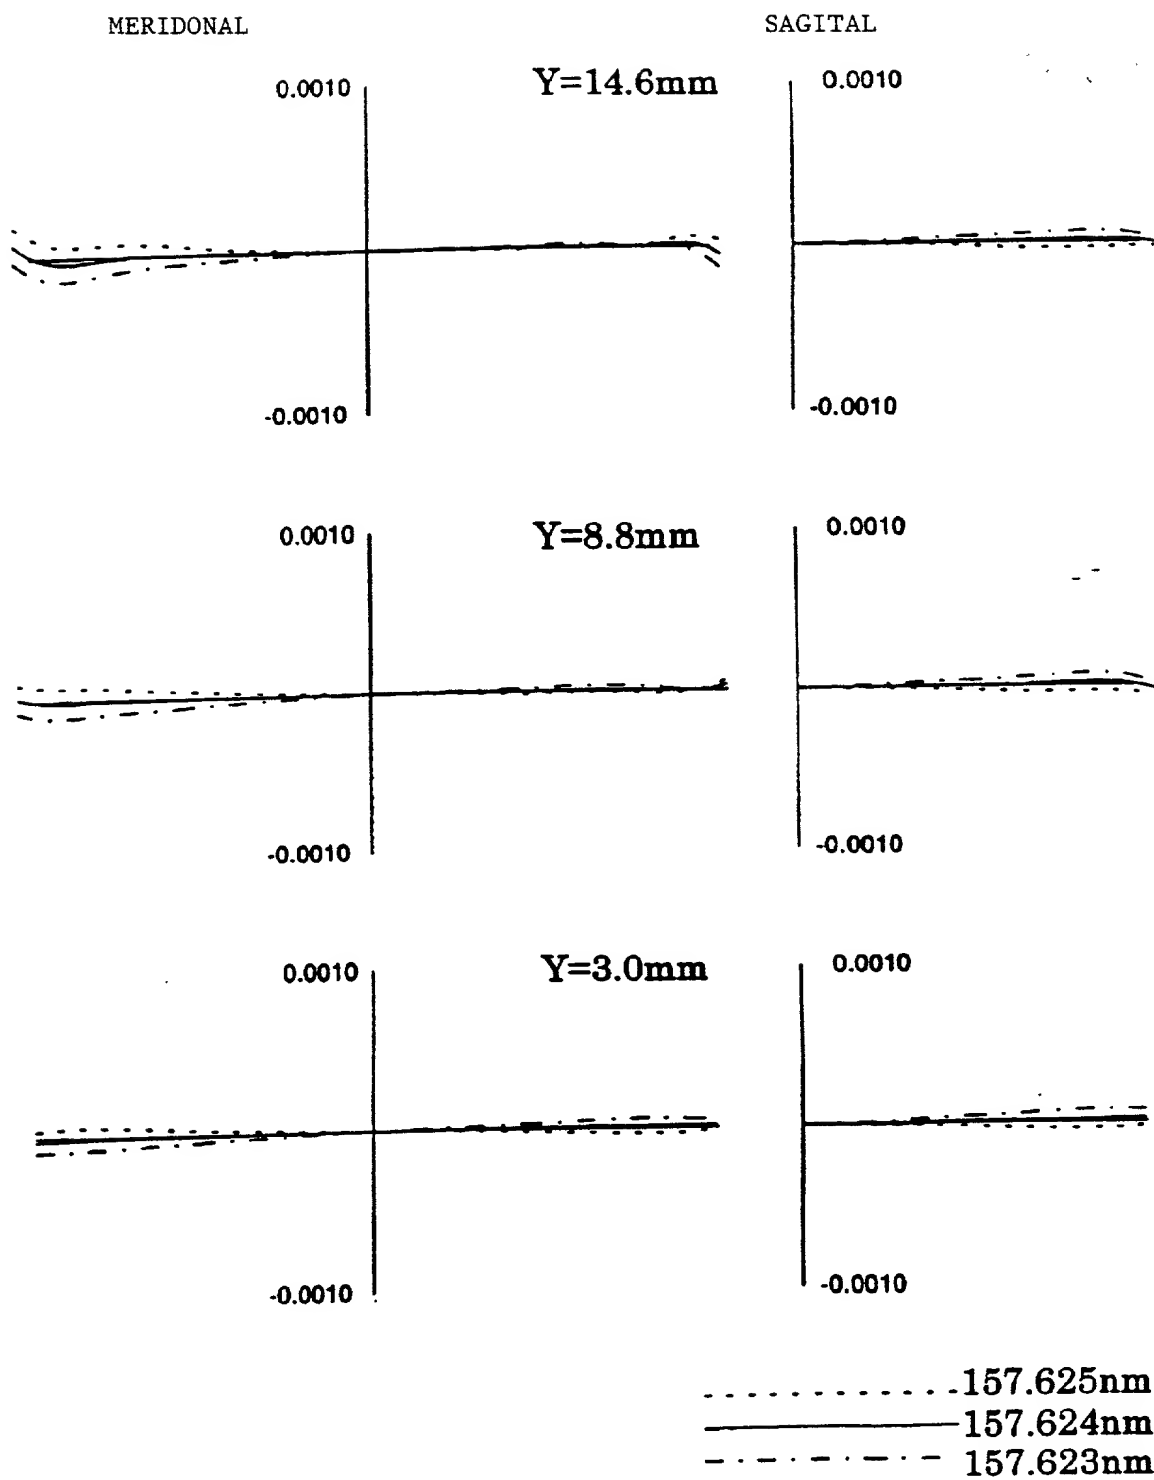 MERIDONAL SAGITAL
0.0010 Y=14.6mm 0.0010
-0.0010 -0.0010
0.0010 Y=8.8mm 0.0010
-0.0010 -0.0010
0.0010 Y=3.0mm 0.0010
-0.0010 -0.0010
157.625nm
157.624nm
157.623nm